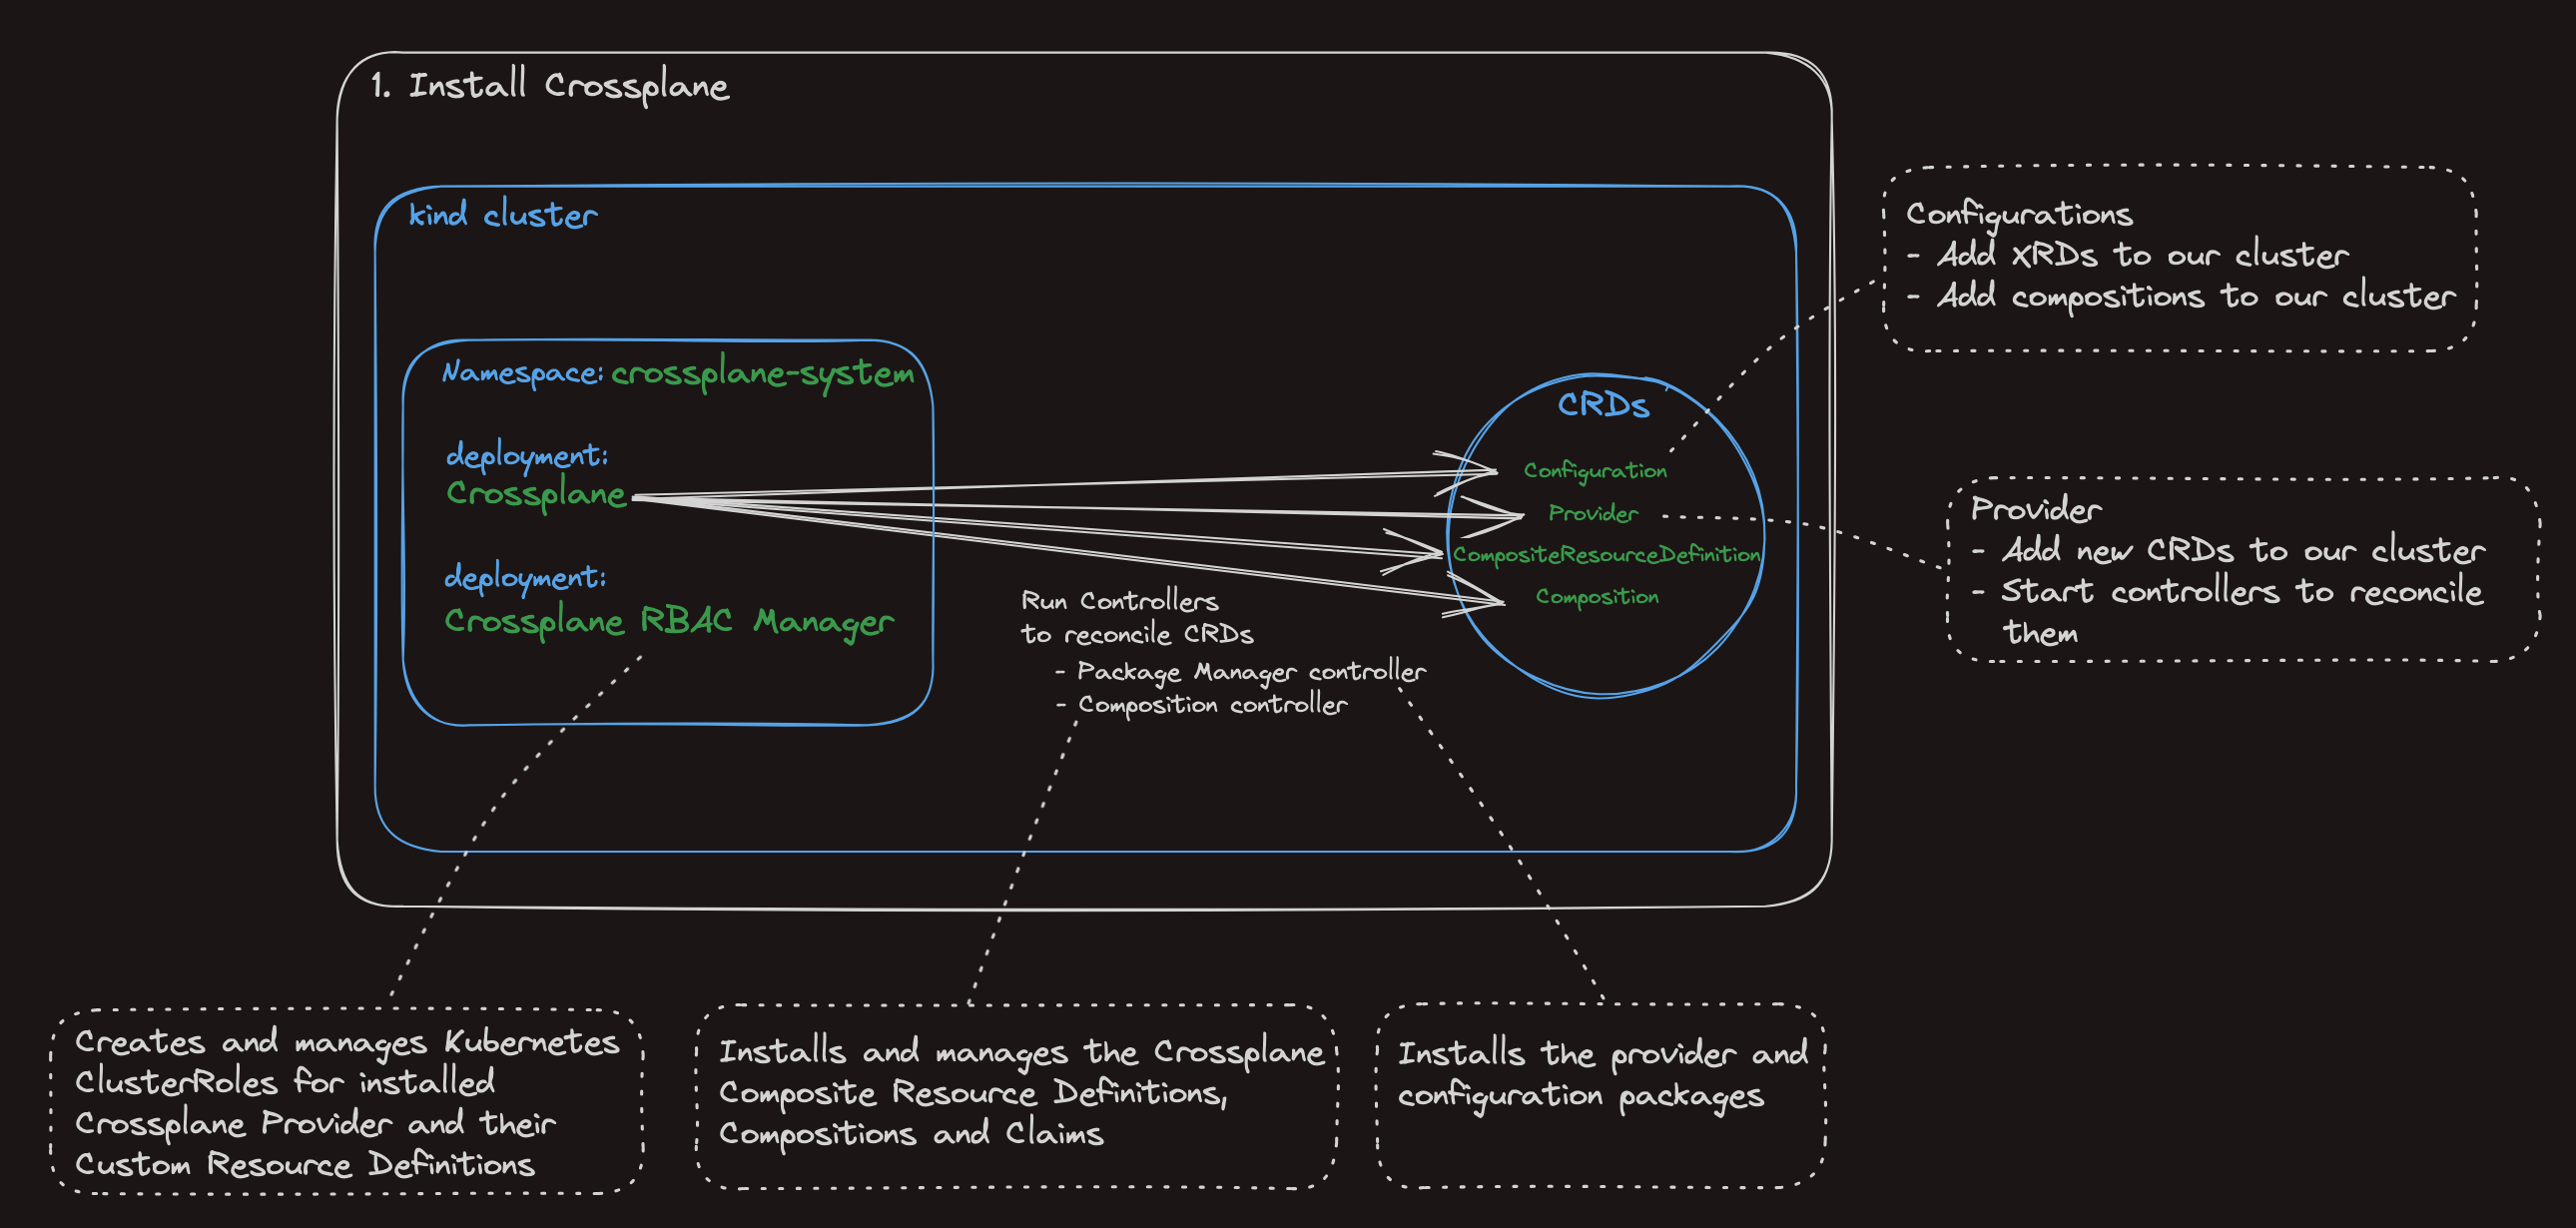 1. Install Crossplane
kind cluster
Namespace: crossplane-system
deployment:
Crossplane
deployment:
Crossplane RBAC Manager
Run Controllers
to reconcile CRDs
- Package Manager controller
- Composition controller
CRDs
Configuration
Provider
CompositeResourceDefinition
Composition
Configurations
- Add XRDs to our cluster
- Add compositions to our cluster
Provider
- Add new CRDs to our cluster
- Start controllers to reconcile
them
Creates and manages Kubernetes
ClusterRoles for installed
Crossplane Provider and their
Custom Resource Definitions
Installs and manages the Crossplane
Composite Resource Definitions,
Compositions and Claims
Installs the provider and
configuration packages